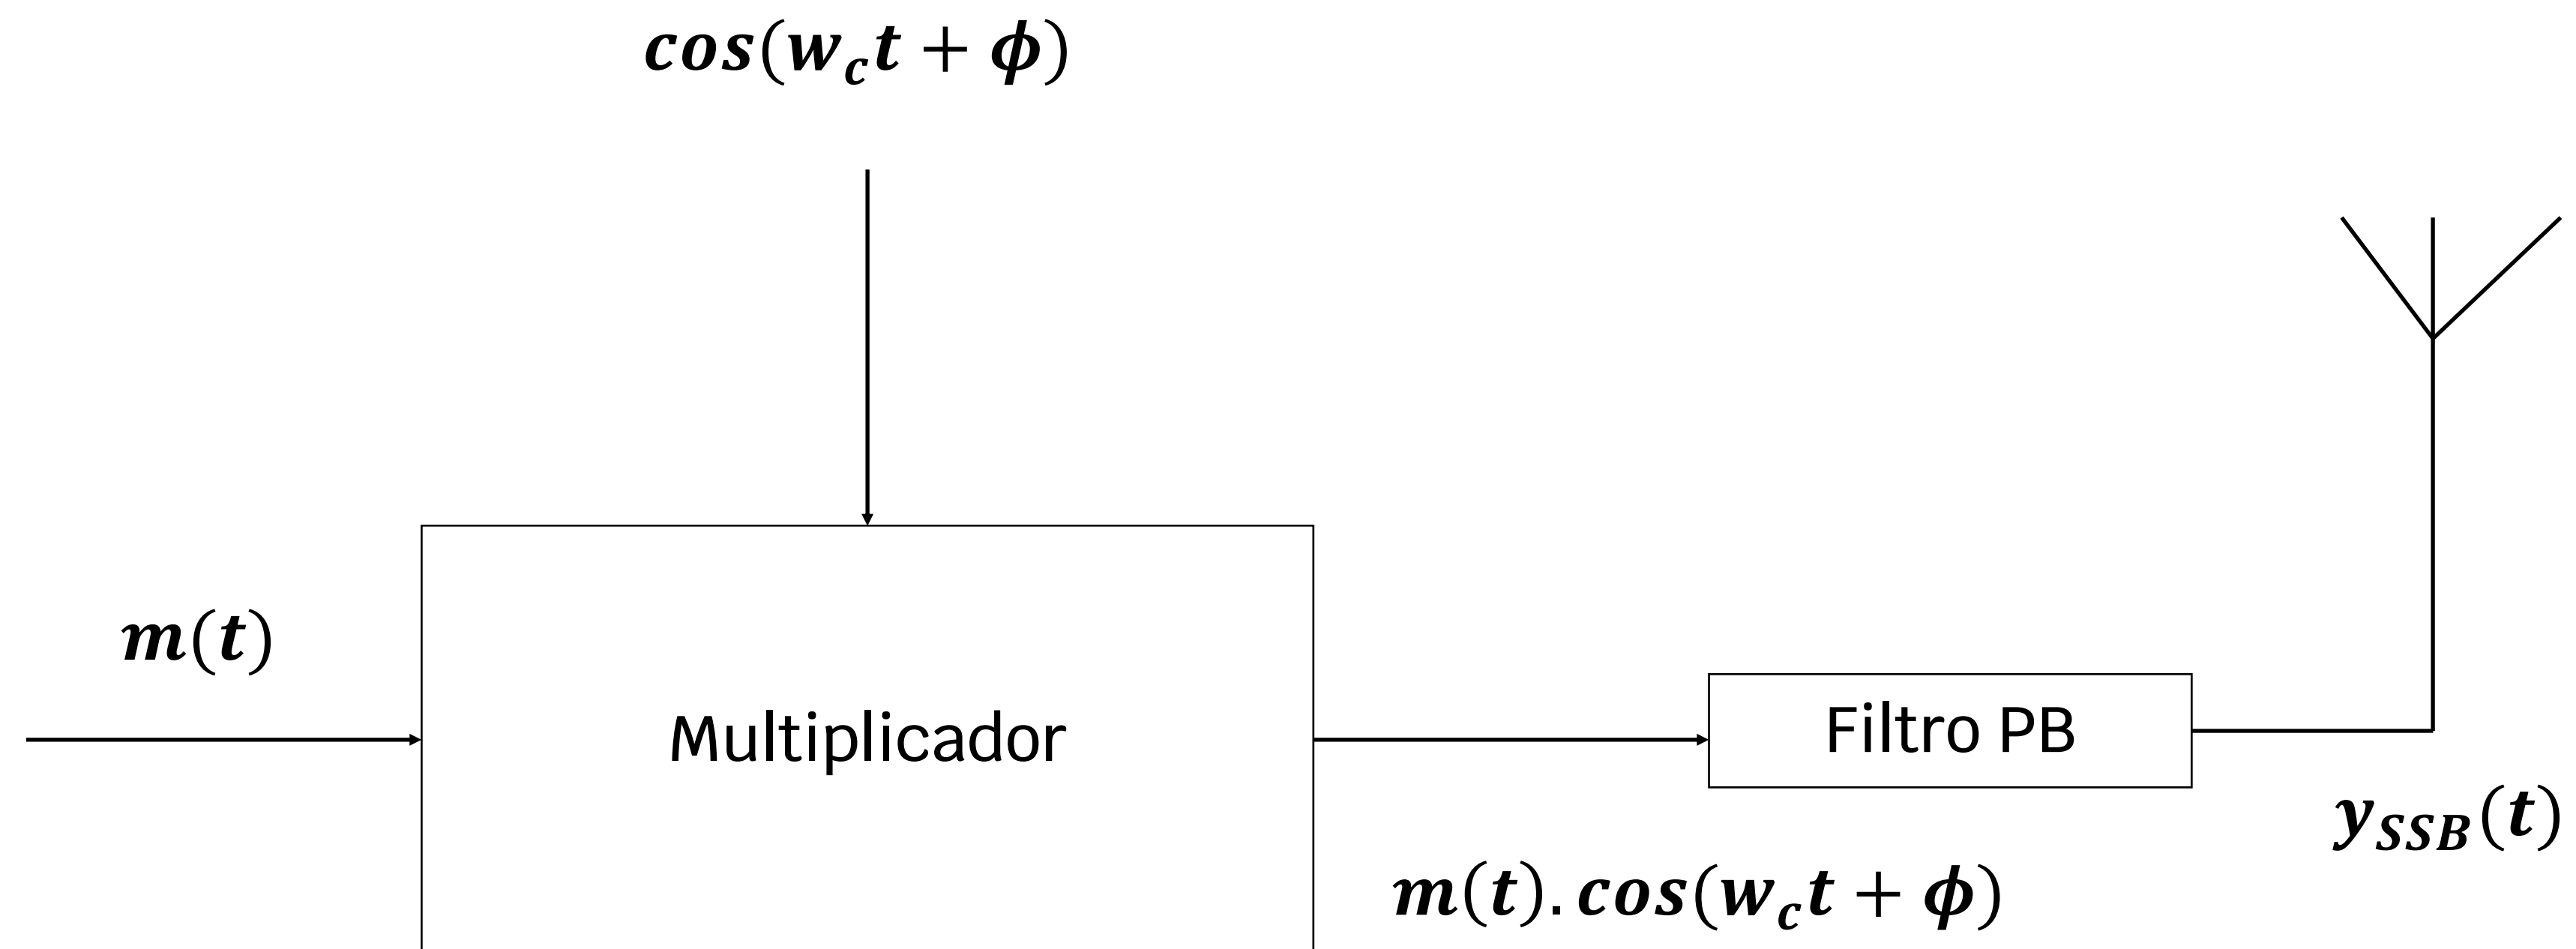 cos(w_c t + ϕ)
m(t)
Multiplicador
Filtro PB
y_SSB(t)
m(t). cos(w_c t + ϕ)